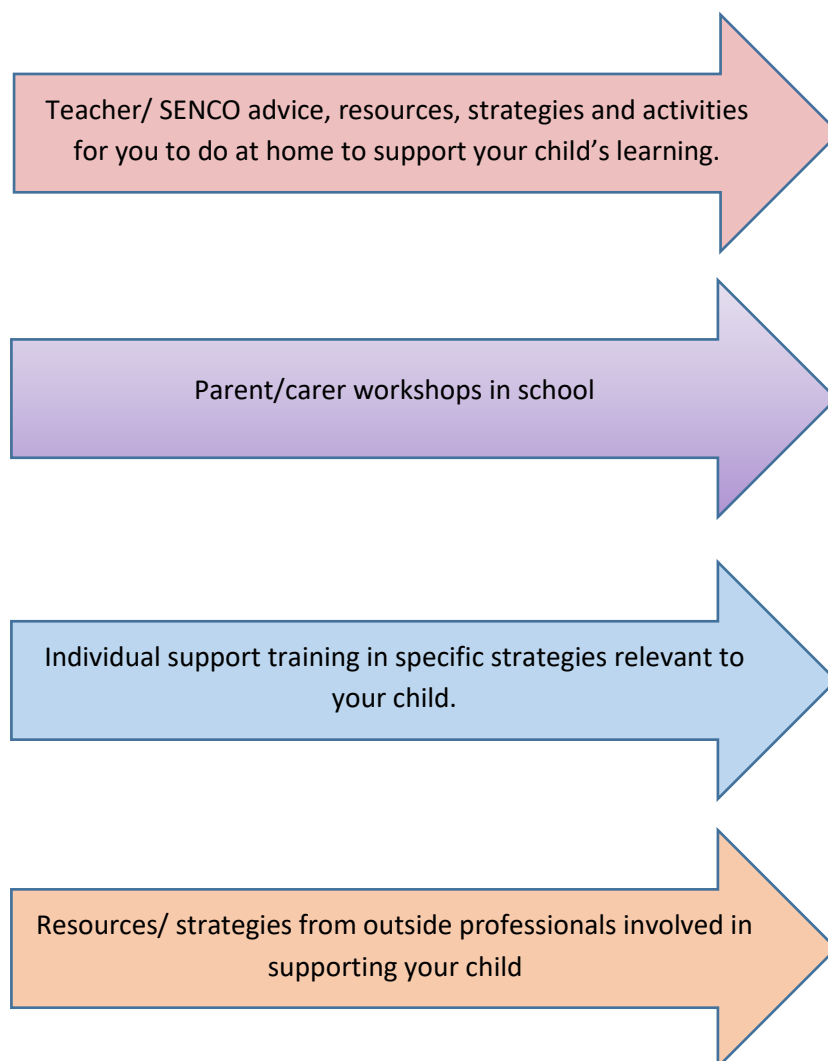 Teacher/ SENCO advice, resources, strategies and activities
for you to do at home to support your child’s learning.
Parent/carer workshops in school
Individual support training in specific strategies relevant to
your child.
Resources/ strategies from outside professionals involved in
supporting your child